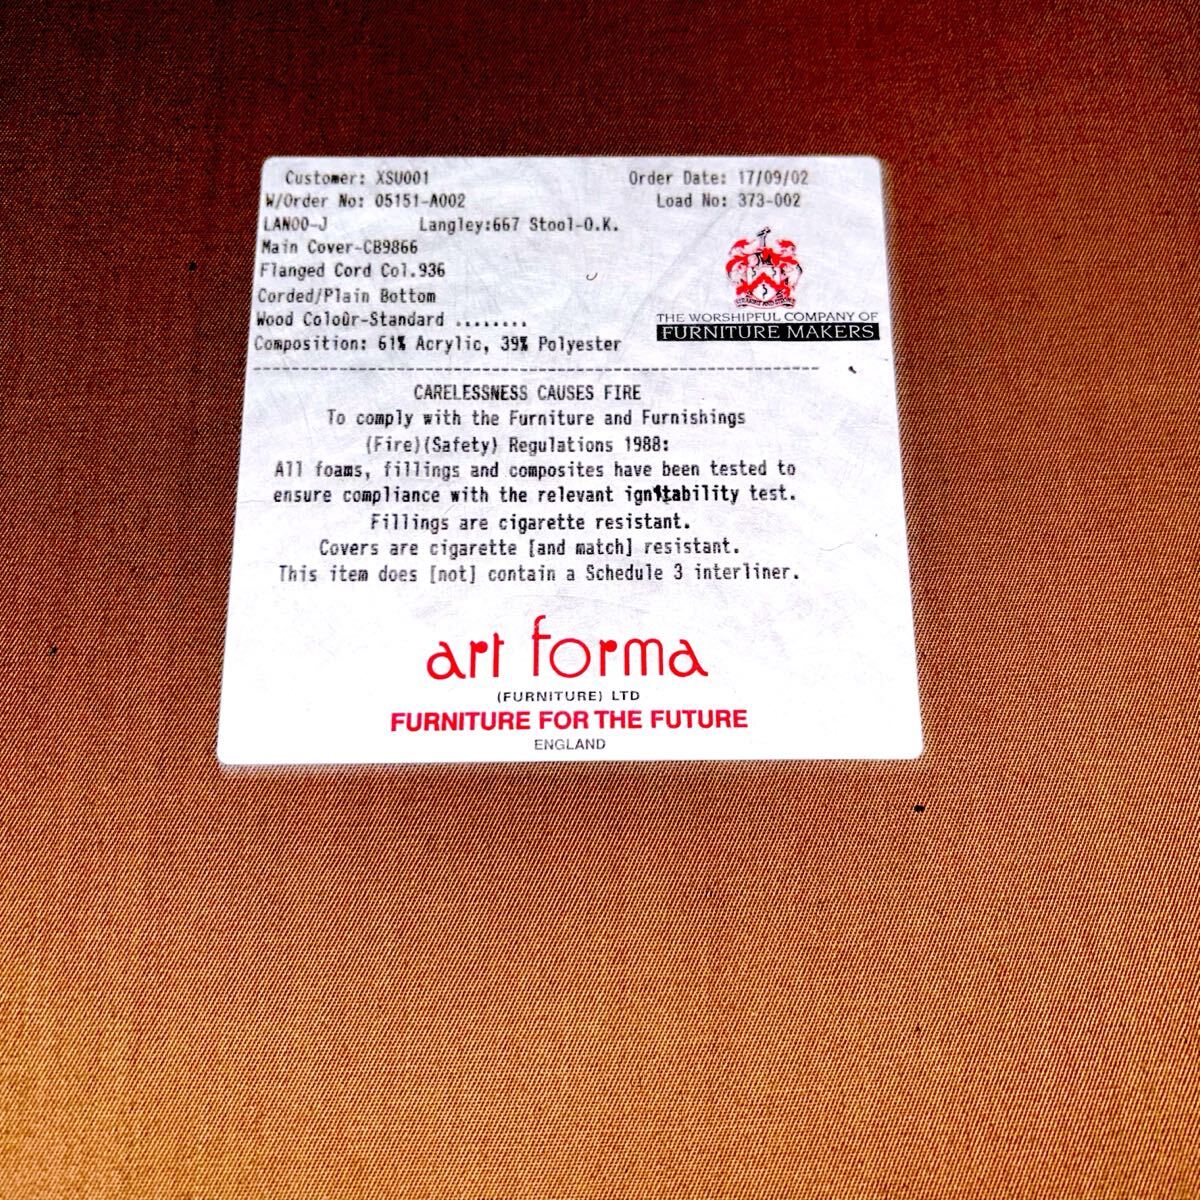 Customer: XSU001 Order Date: 17/09/02
W/Order No: 05151-A002 Load No: 373-002
LANOO-J Langley:667 Stool-O.K.
Main Cover-CB9866
Flanged Cord Col.936
Corded/Plain Bottom
Wood Colour-Standard ........
Composition: 61% Acrylic, 39% Polyester
THE WORSHIPFUL COMPANY OF
FURNITURE MAKERS
CARELESSNESS CAUSES FIRE
To comply with the Furniture and Furnishings
(Fire)(Safety) Regulations 1988:
All foams, fillings and composites have been tested to
ensure compliance with the relevant ignitability test.
Fillings are cigarette resistant.
Covers are cigarette [and match] resistant.
This item does [not] contain a Schedule 3 interliner.
art forma
(FURNITURE) LTD
FURNITURE FOR THE FUTURE
ENGLAND